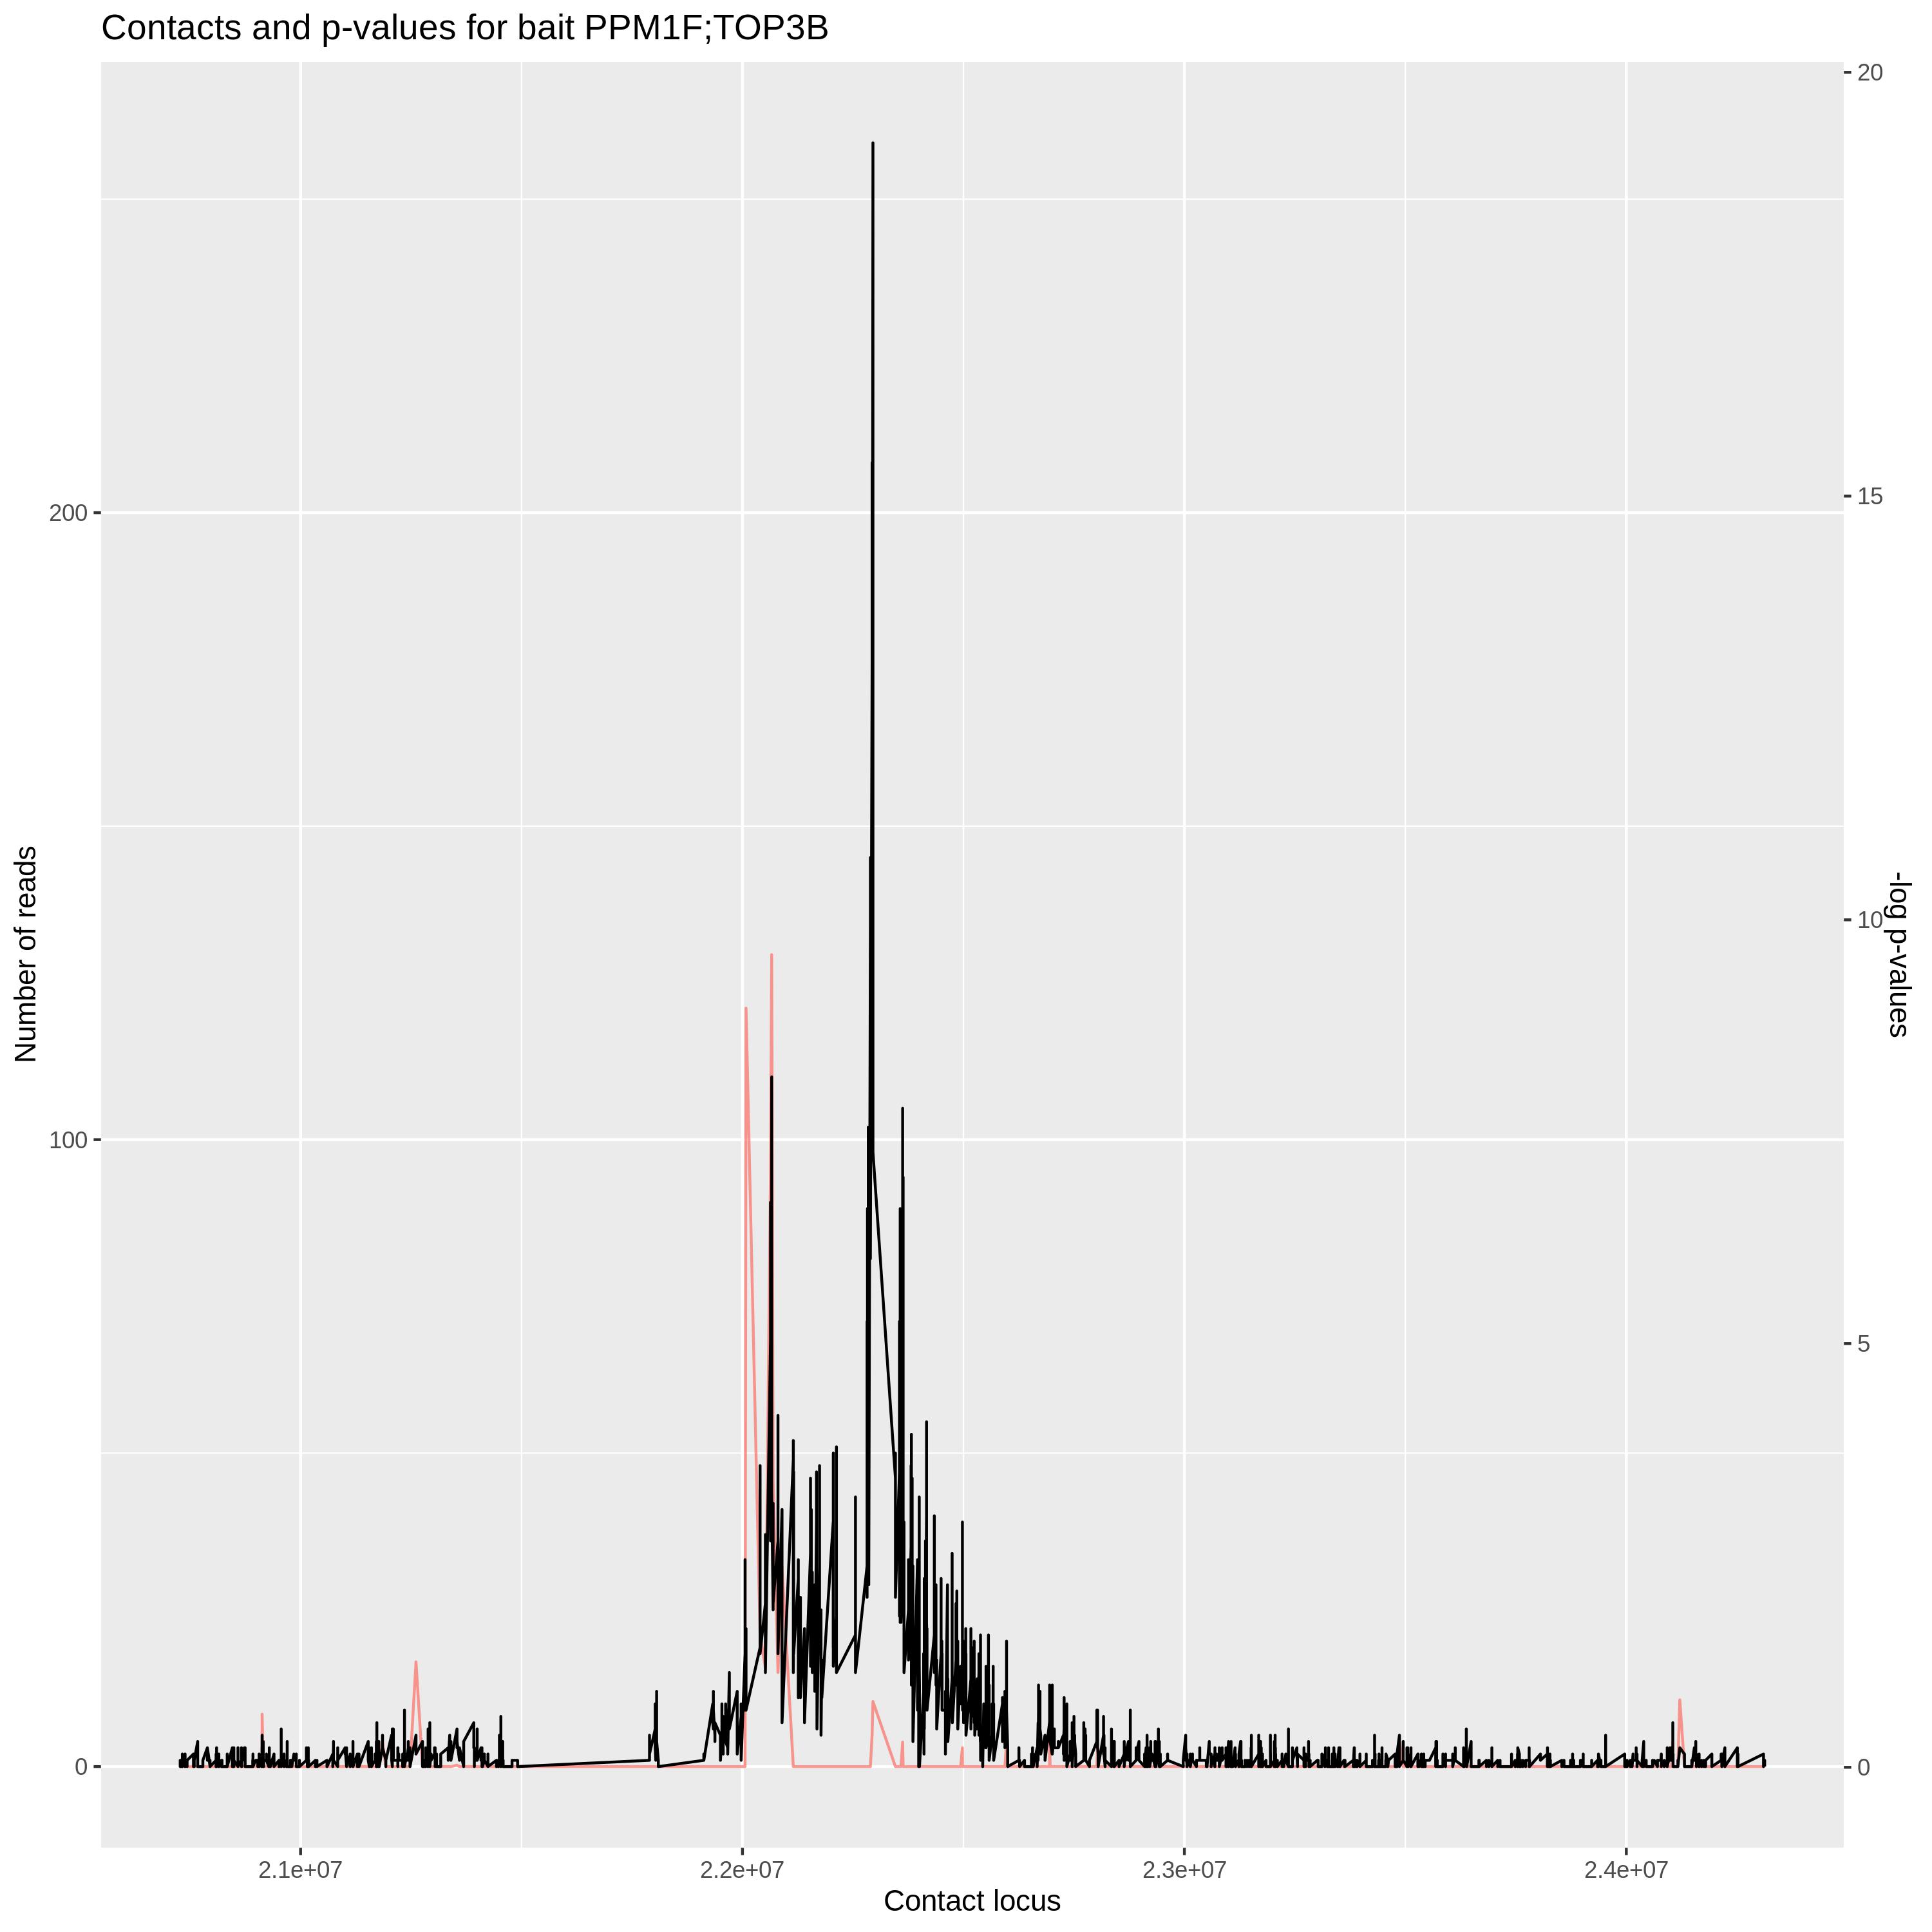 Contacts and p-values for bait PPM1F;TOP3B
Number of reads
200
100
0
20
15
10
5
0
-log p-values
2.1e+07 2.2e+07 2.3e+07 2.4e+07
Contact locus